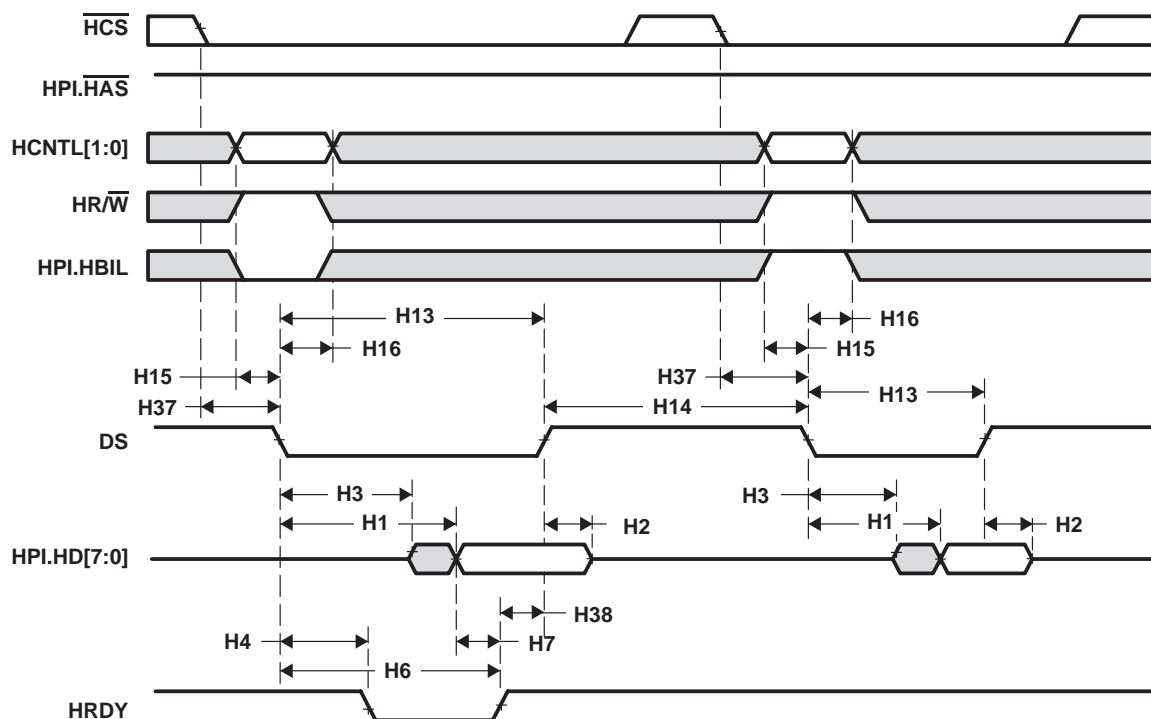 HCS
HPI.HAS
HCNTL[1:0]
HR/W
HPI.HBIL
H13
H16
H16
H15
H15
H37
H13
H37
H14
DS
H3
H3
H1
H1
H2
H2
HPI.HD[7:0]
H38
H4
H7
H6
HRDY